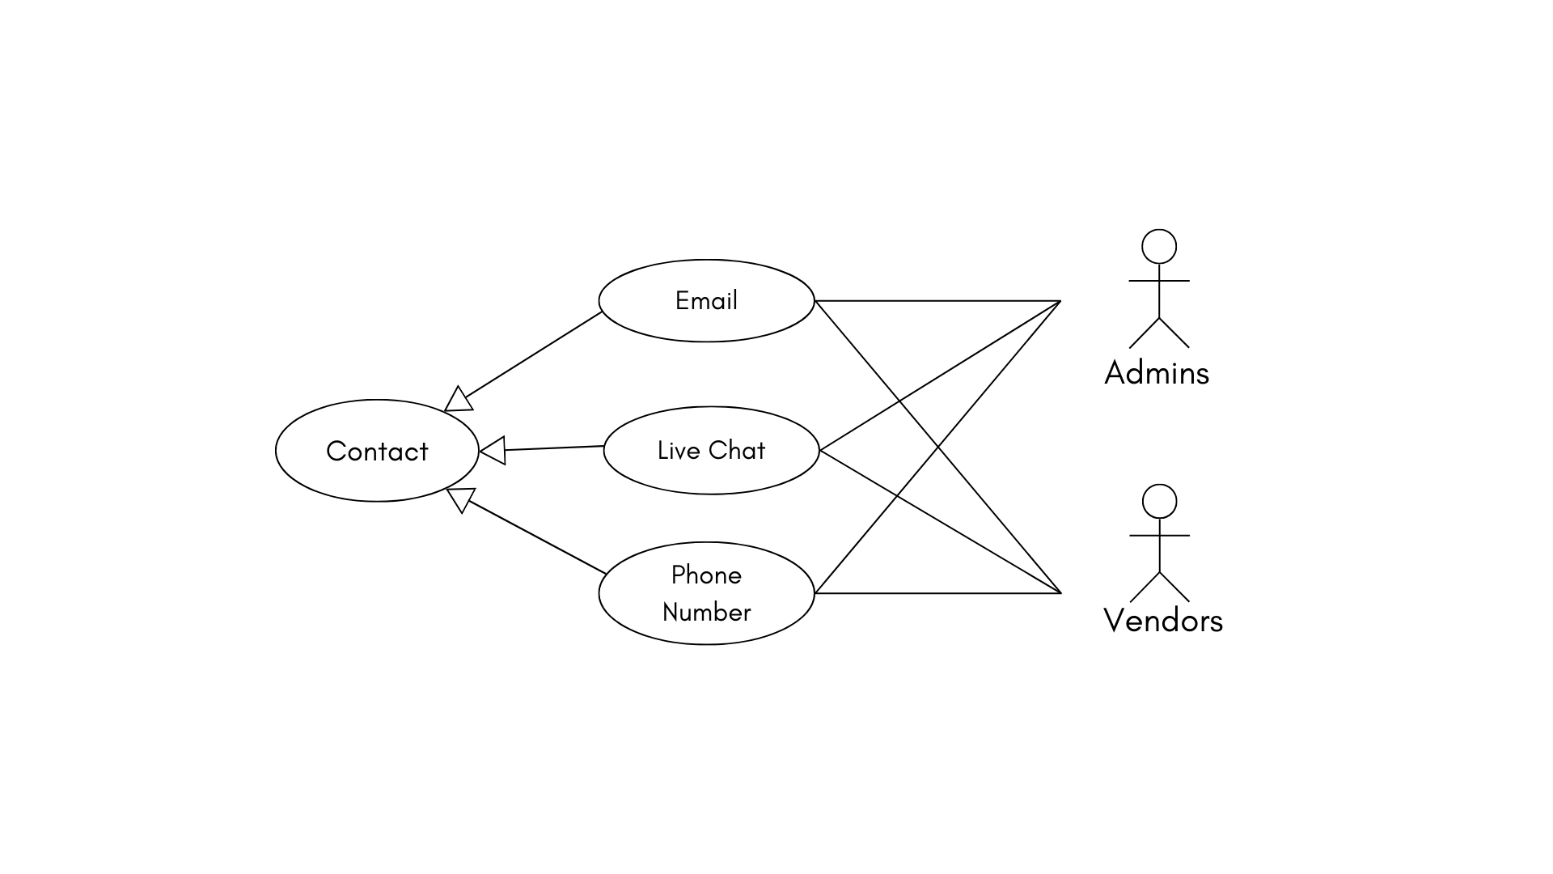 Email
Admins
Contact
Live Chat
Phone
Number
Vendors